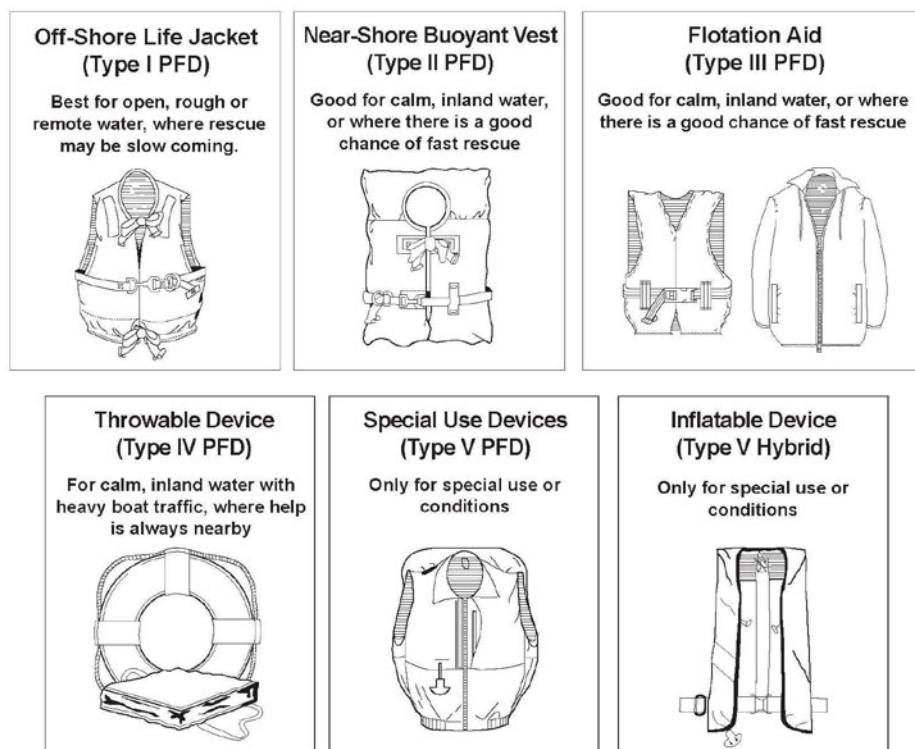 Off-Shore Life Jacket
(Type I PFD)
Best for open, rough or
remote water, where rescue
may be slow coming.
Near-Shore Buoyant Vest
(Type II PFD)
Good for calm, inland water,
or where there is a good
chance of fast rescue
Flotation Aid
(Type III PFD)
Good for calm, inland water, or where
there is a good chance of fast rescue
Throwable Device
(Type IV PFD)
For calm, inland water with
heavy boat traffic, where help
is always nearby
Special Use Devices
(Type V PFD)
Only for special use or
conditions
Inflatable Device
(Type V Hybrid)
Only for special use or
conditions